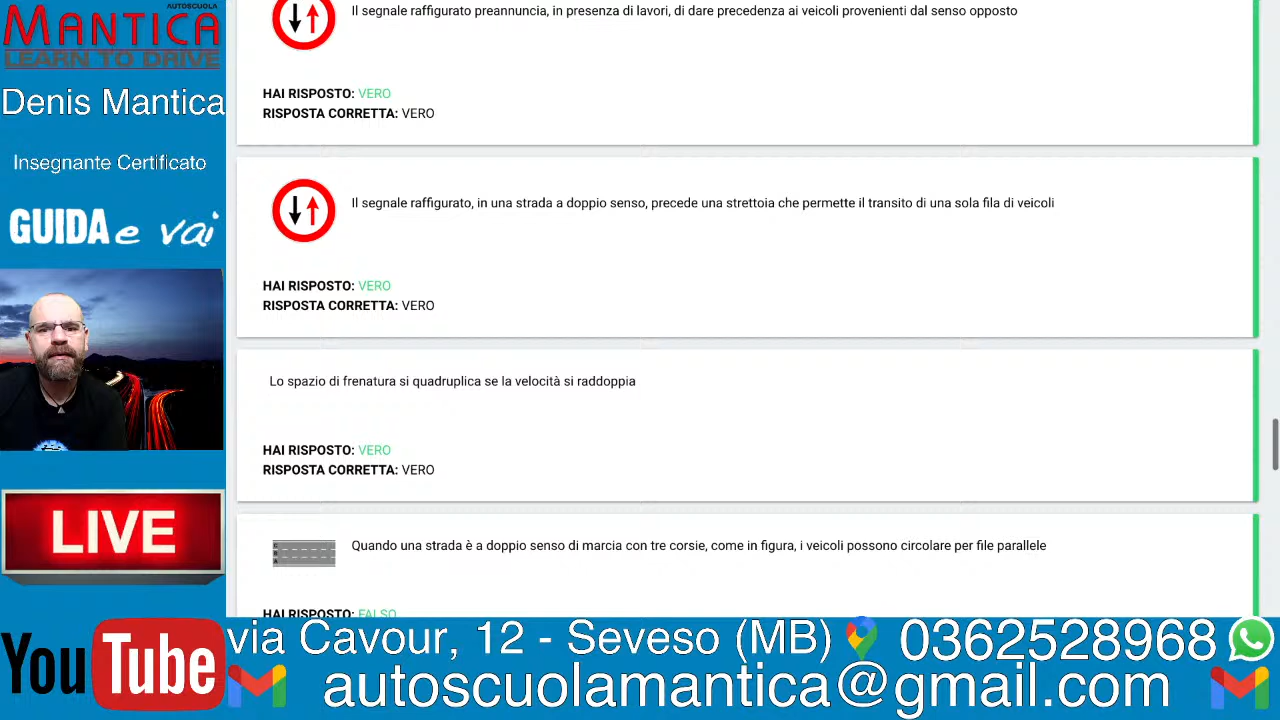 AUTOSCUOLA
MANTICA
LEARN TO DRIVE
Denis Mantica
Insegnante Certificato
GUIDA e vai
LIVE
YouTube
Il segnale raffigurato preannuncia, in presenza di lavori, di dare precedenza ai veicoli provenienti dal senso opposto
HAI RISPOSTO: VERO
RISPOSTA CORRETTA: VERO
Il segnale raffigurato, in una strada a doppio senso, precede una strettoia che permette il transito di una sola fila di veicoli
HAI RISPOSTO: VERO
RISPOSTA CORRETTA: VERO
Lo spazio di frenatura si quadruplica se la velocità si raddoppia
HAI RISPOSTO: VERO
RISPOSTA CORRETTA: VERO
Quando una strada è a doppio senso di marcia con tre corsie, come in figura, i veicoli possono circolare per file parallele
HAI RISPOSTO: FALSO
via Cavour, 12 - Seveso (MB) 0362528968
autoscuolamantica@gmail.com